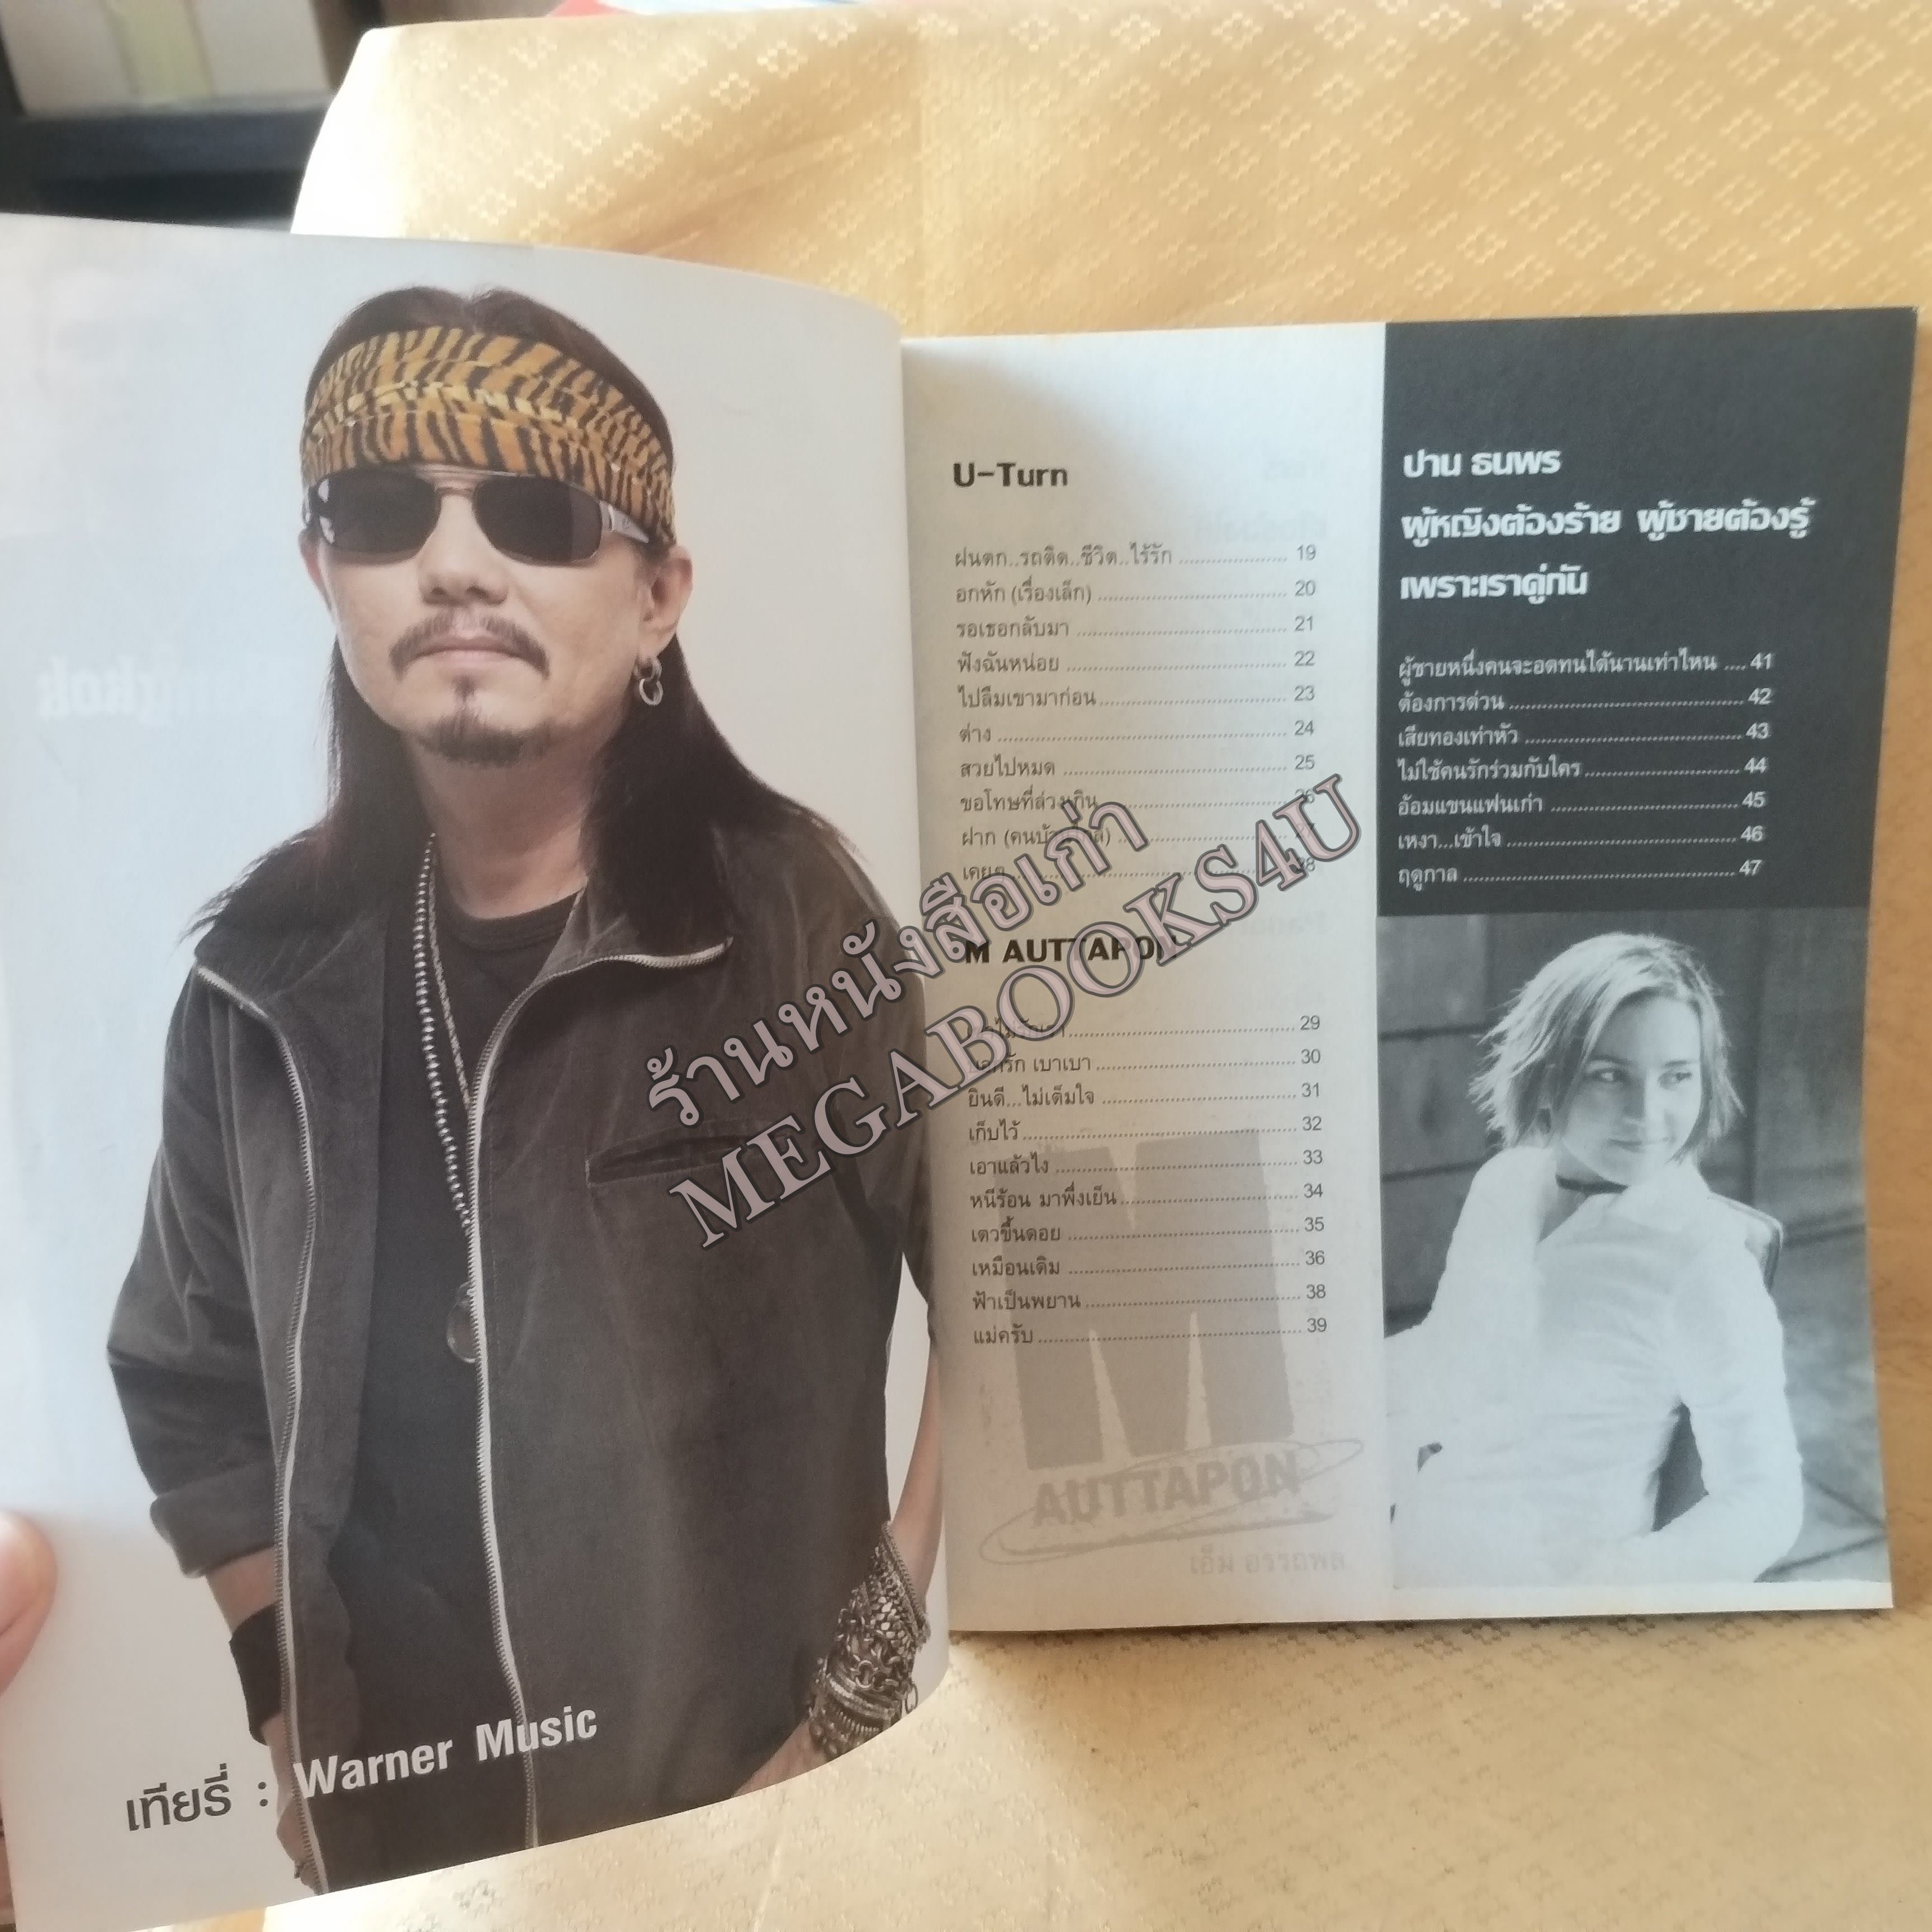 เทียรี่ : Warner Music
U-Turn
ฝนตก..รถติด..ชีวิต..ไร้รัก ..................... 19
อกหัก (เรื่องเล็ก) ..................... 20
รอเธอกลับมา ..................... 21
ฟังฉันหน่อย ..................... 22
ไปลืมเขามาก่อน ..................... 23
ต่าง ..................... 24
สวยไปหมด ..................... 25
ขอโทษที่ล่วงเกิน ..................... 26
ฝาก
M AUTTAPON
29
เบาเบา ..................... 30
ยินดี...ไม่เต็มใจ ..................... 31
เก็บไว้ ..................... 32
เอาแล้วไง ..................... 33
หนีร้อน มาพึ่งเย็น ..................... 34
เตวขึ้นดอย ..................... 35
เหมือนเดิม ..................... 36
ฟ้าเป็นพยาน ..................... 38
แม่ครับ ..................... 39
M
AUTTAPON
เอ็ม อรรถพล
ปาน ธนพร
ผู้หญิงต้องร้าย ผู้ชายต้องรู้
เพราะเราคู่กัน
ผู้ชายหนึ่งคนจะอดทนได้นานเท่าไหน .... 41
ต้องการด่วน ..................... 42
เสียทองเท่าหัว ..................... 43
ไม่ใช้คนรักร่วมกับใคร ..................... 44
อ้อมแขนแฟนเก่า ..................... 45
เหงา...เข้าใจ ..................... 46
ฤดูกาล ..................... 47
ร้านหนังสือเก่า
MEGABOOKS4U